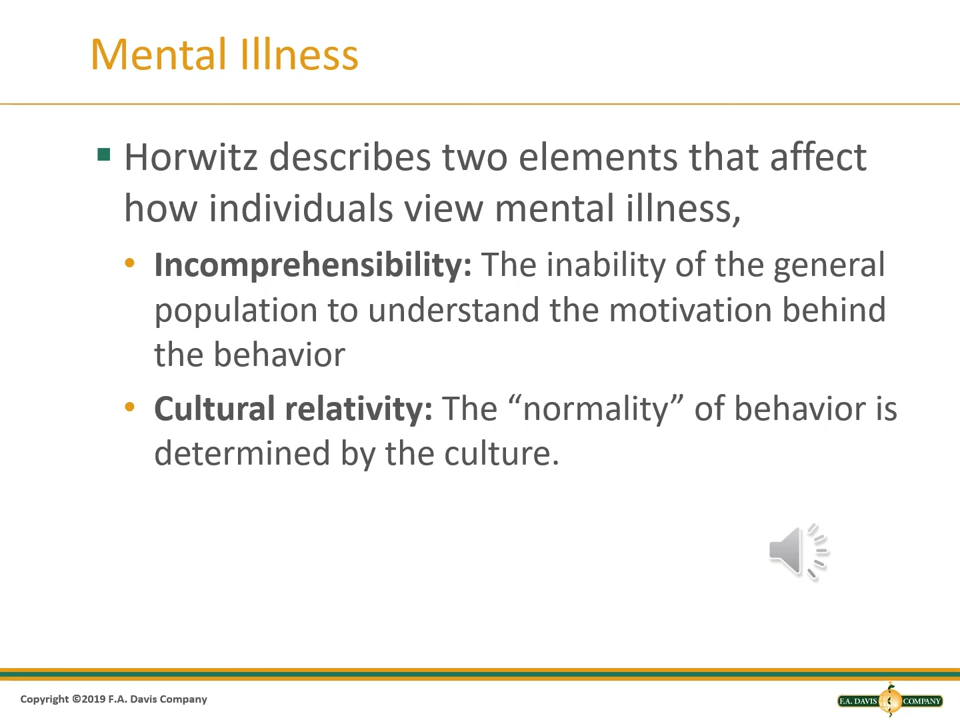 Mental Illness
Horwitz describes two elements that affect
how individuals view mental illness,
• Incomprehensibility: The inability of the general
population to understand the motivation behind
the behavior
• Cultural relativity: The “normality” of behavior is
determined by the culture.
Copyright ©2019 F.A. Davis Company
F.A. DAVIS COMPANY